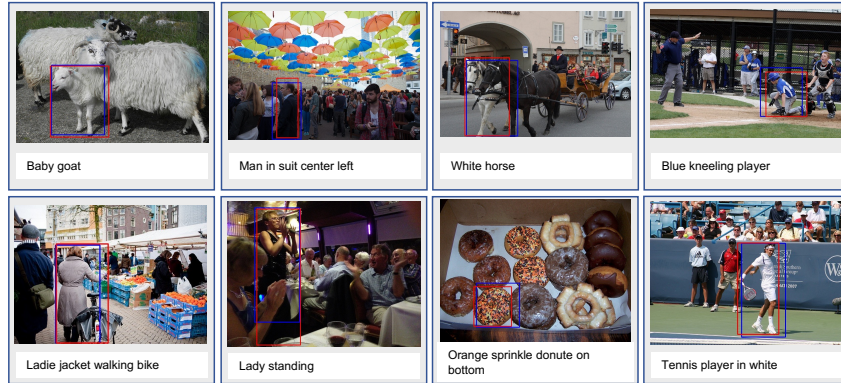 Baby goat
Man in suit center left
White horse
Blue kneeling player
Ladie jacket walking bike
Lady standing
Orange sprinkle donute on
bottom
Tennis player in white